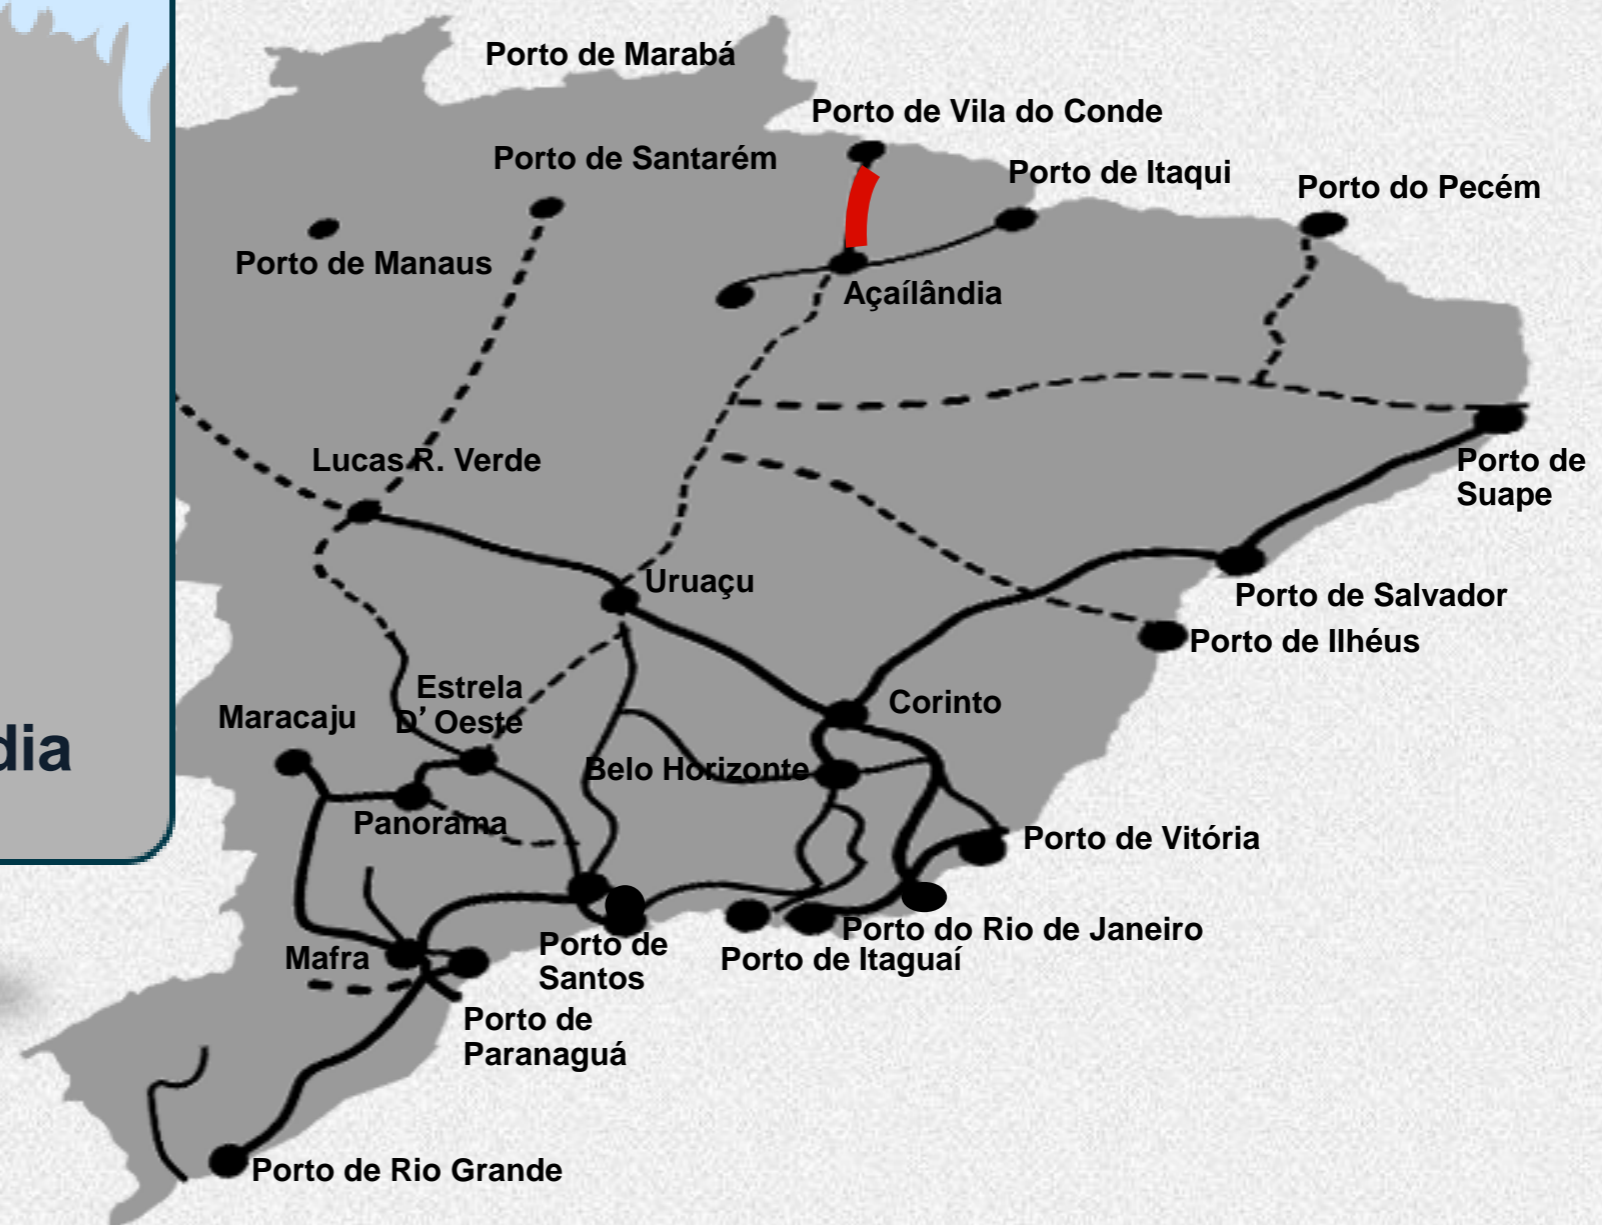 Porto de Marabá
Porto de Vila do Conde
Porto de Santarém
Porto de Itaqui
Porto do Pecém
Porto de Manaus
Açaílândia
Lucas R. Verde
Porto de
Suape
Uruaçu
Porto de Salvador
Porto de Ilhéus
Estrela
D’ Oeste
Maracaju
Corinto
dia
Belo Horizonte
Panorama
Porto de Vitória
Porto do Rio de Janeiro
Porto de Itaguaí
Porto de
Santos
Mafra
Porto de
Paranaguá
Porto de Rio Grande